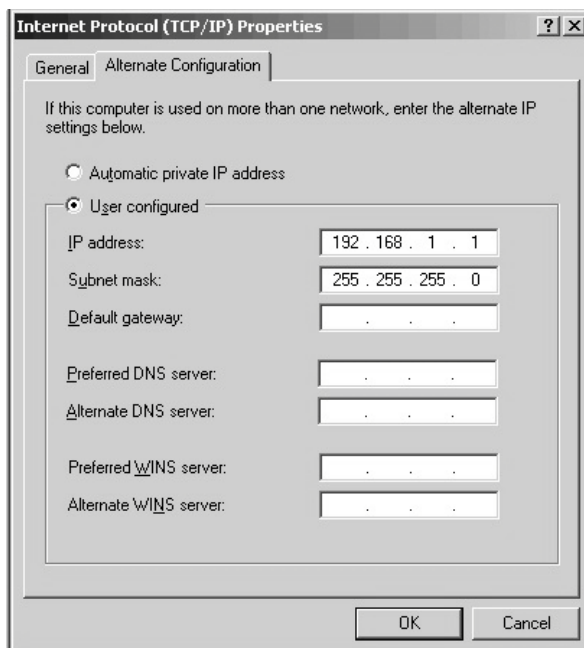 Internet Protocol (TCP/IP) Properties
General Alternate Configuration
If this computer is used on more than one network, enter the alternate IP
settings below.
Automatic private IP address
User configured
IP address: 192 . 168 . 1 . 1
Subnet mask: 255 . 255 . 255 . 0
Default gateway: . . .
Preferred DNS server: . . .
Alternate DNS server: . . .
Preferred WINS server: . . .
Alternate WINS server: . . .
OK Cancel